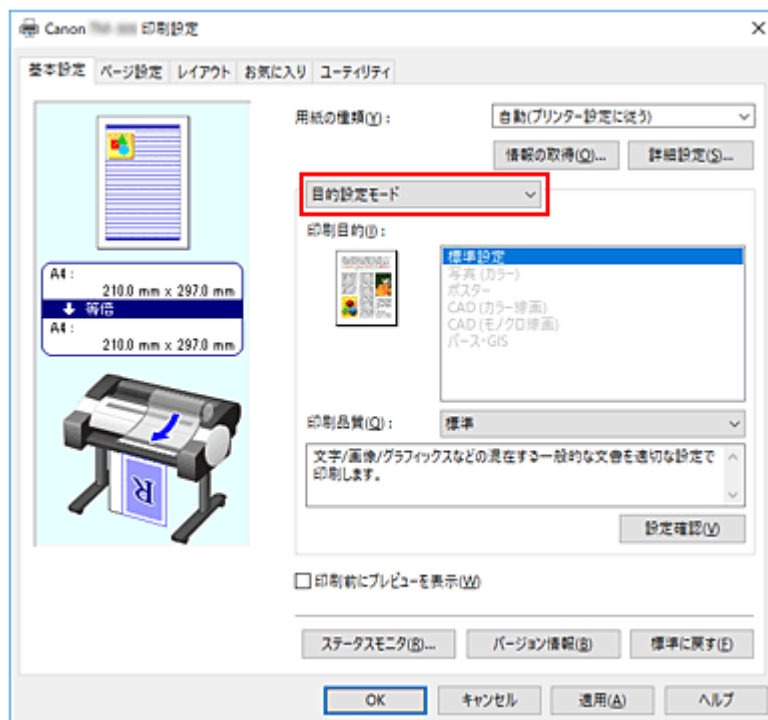 Canon 印刷設定
基本設定 ページ設定 レイアウト お気に入り ユーティリティ
用紙の種類(Y): 自動(プリンター設定に従う)
情報の取得(O)... 詳細設定(S)...
目的設定モード
印刷目的(I):
標準設定
写真 (カラー)
ポスター
CAD (カラー線画)
CAD (モノクロ線画)
パース・GIS
A4 :
210.0 mm x 297.0 mm
等倍
A4 :
210.0 mm x 297.0 mm
R
印刷品質(Q): 標準
文字/画像/グラフィックスなどの混在する一般的な文書を適切な設定で
印刷します。
設定確認(V)
印刷前にプレビューを表示(W)
ステータスモニタ(R)... バージョン情報(B) 標準に戻す(F)
OK キャンセル 適用(A) ヘルプ